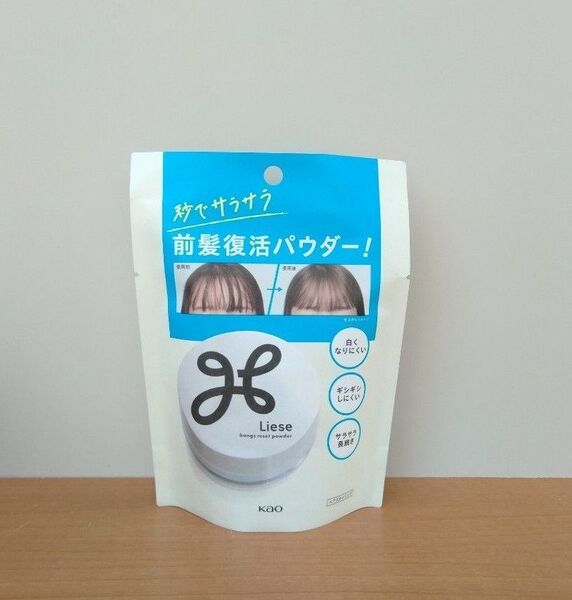 秒でサラサラ
前髪復活パウダー!
使用前
使用後
白く
なりにくい
ギシギシ
しにくい
サラサラ
長続き
Liese
bangs reset powder
Kao